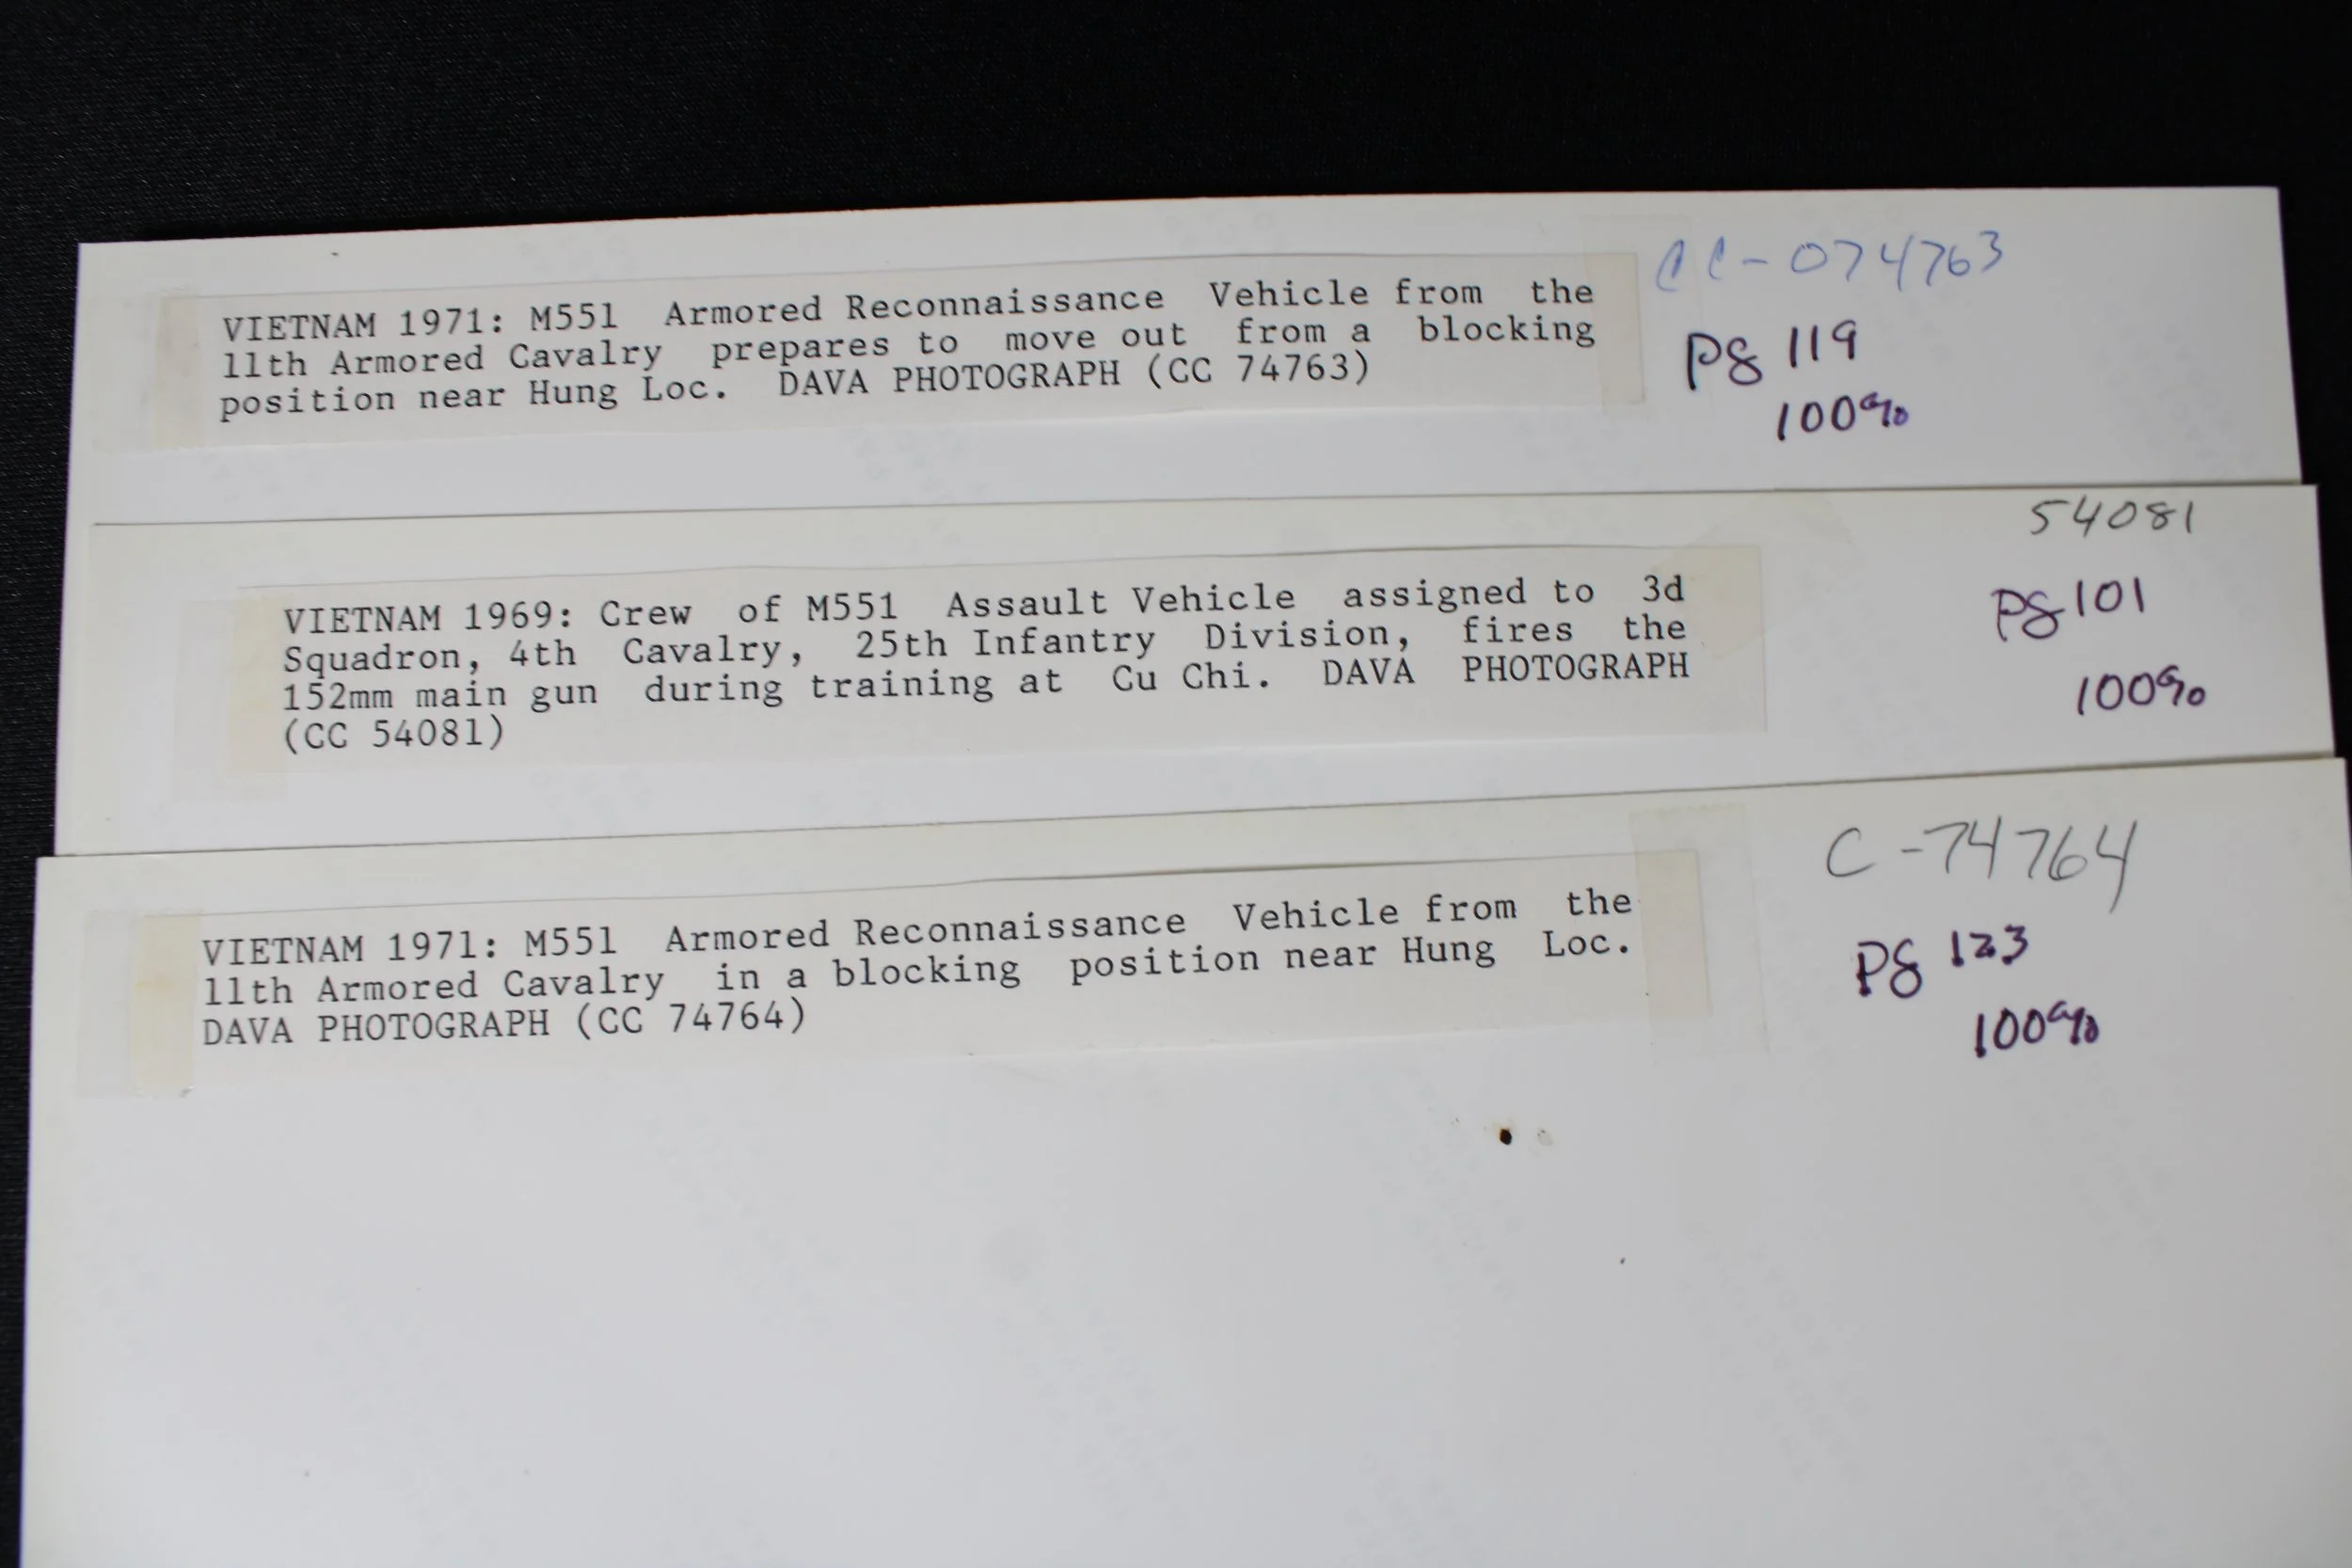 CC-074763
VIETNAM 1971: M551 Armored Reconnaissance Vehicle from the
11th Armored Cavalry prepares to move out from a blocking
position near Hung Loc. DAVA PHOTOGRAPH (CC 74763)
pg 119
100%
54081
VIETNAM 1969: Crew of M551 Assault Vehicle assigned to 3d
Squadron, 4th Cavalry, 25th Infantry Division, fires the
152mm main gun during training at Cu Chi. DAVA PHOTOGRAPH
(CC 54081)
pg 101
100%
C-74764
VIETNAM 1971: M551 Armored Reconnaissance Vehicle from the
11th Armored Cavalry in a blocking position near Hung Loc.
DAVA PHOTOGRAPH (CC 74764)
pg 123
100%